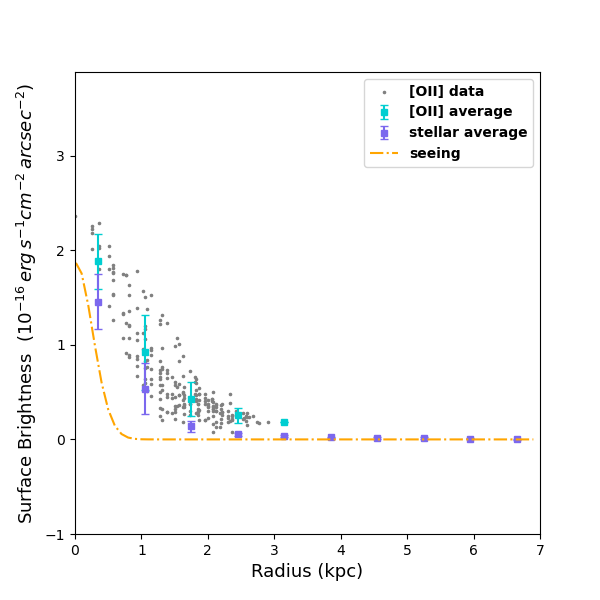 [OII] data
[OII] average
stellar average
seeing
3
2
1
0
−1
0 1 2 3 4 5 6 7
Radius (kpc)
Surface Brightness (10⁻¹⁶ erg s⁻¹cm⁻² arcsec⁻²)